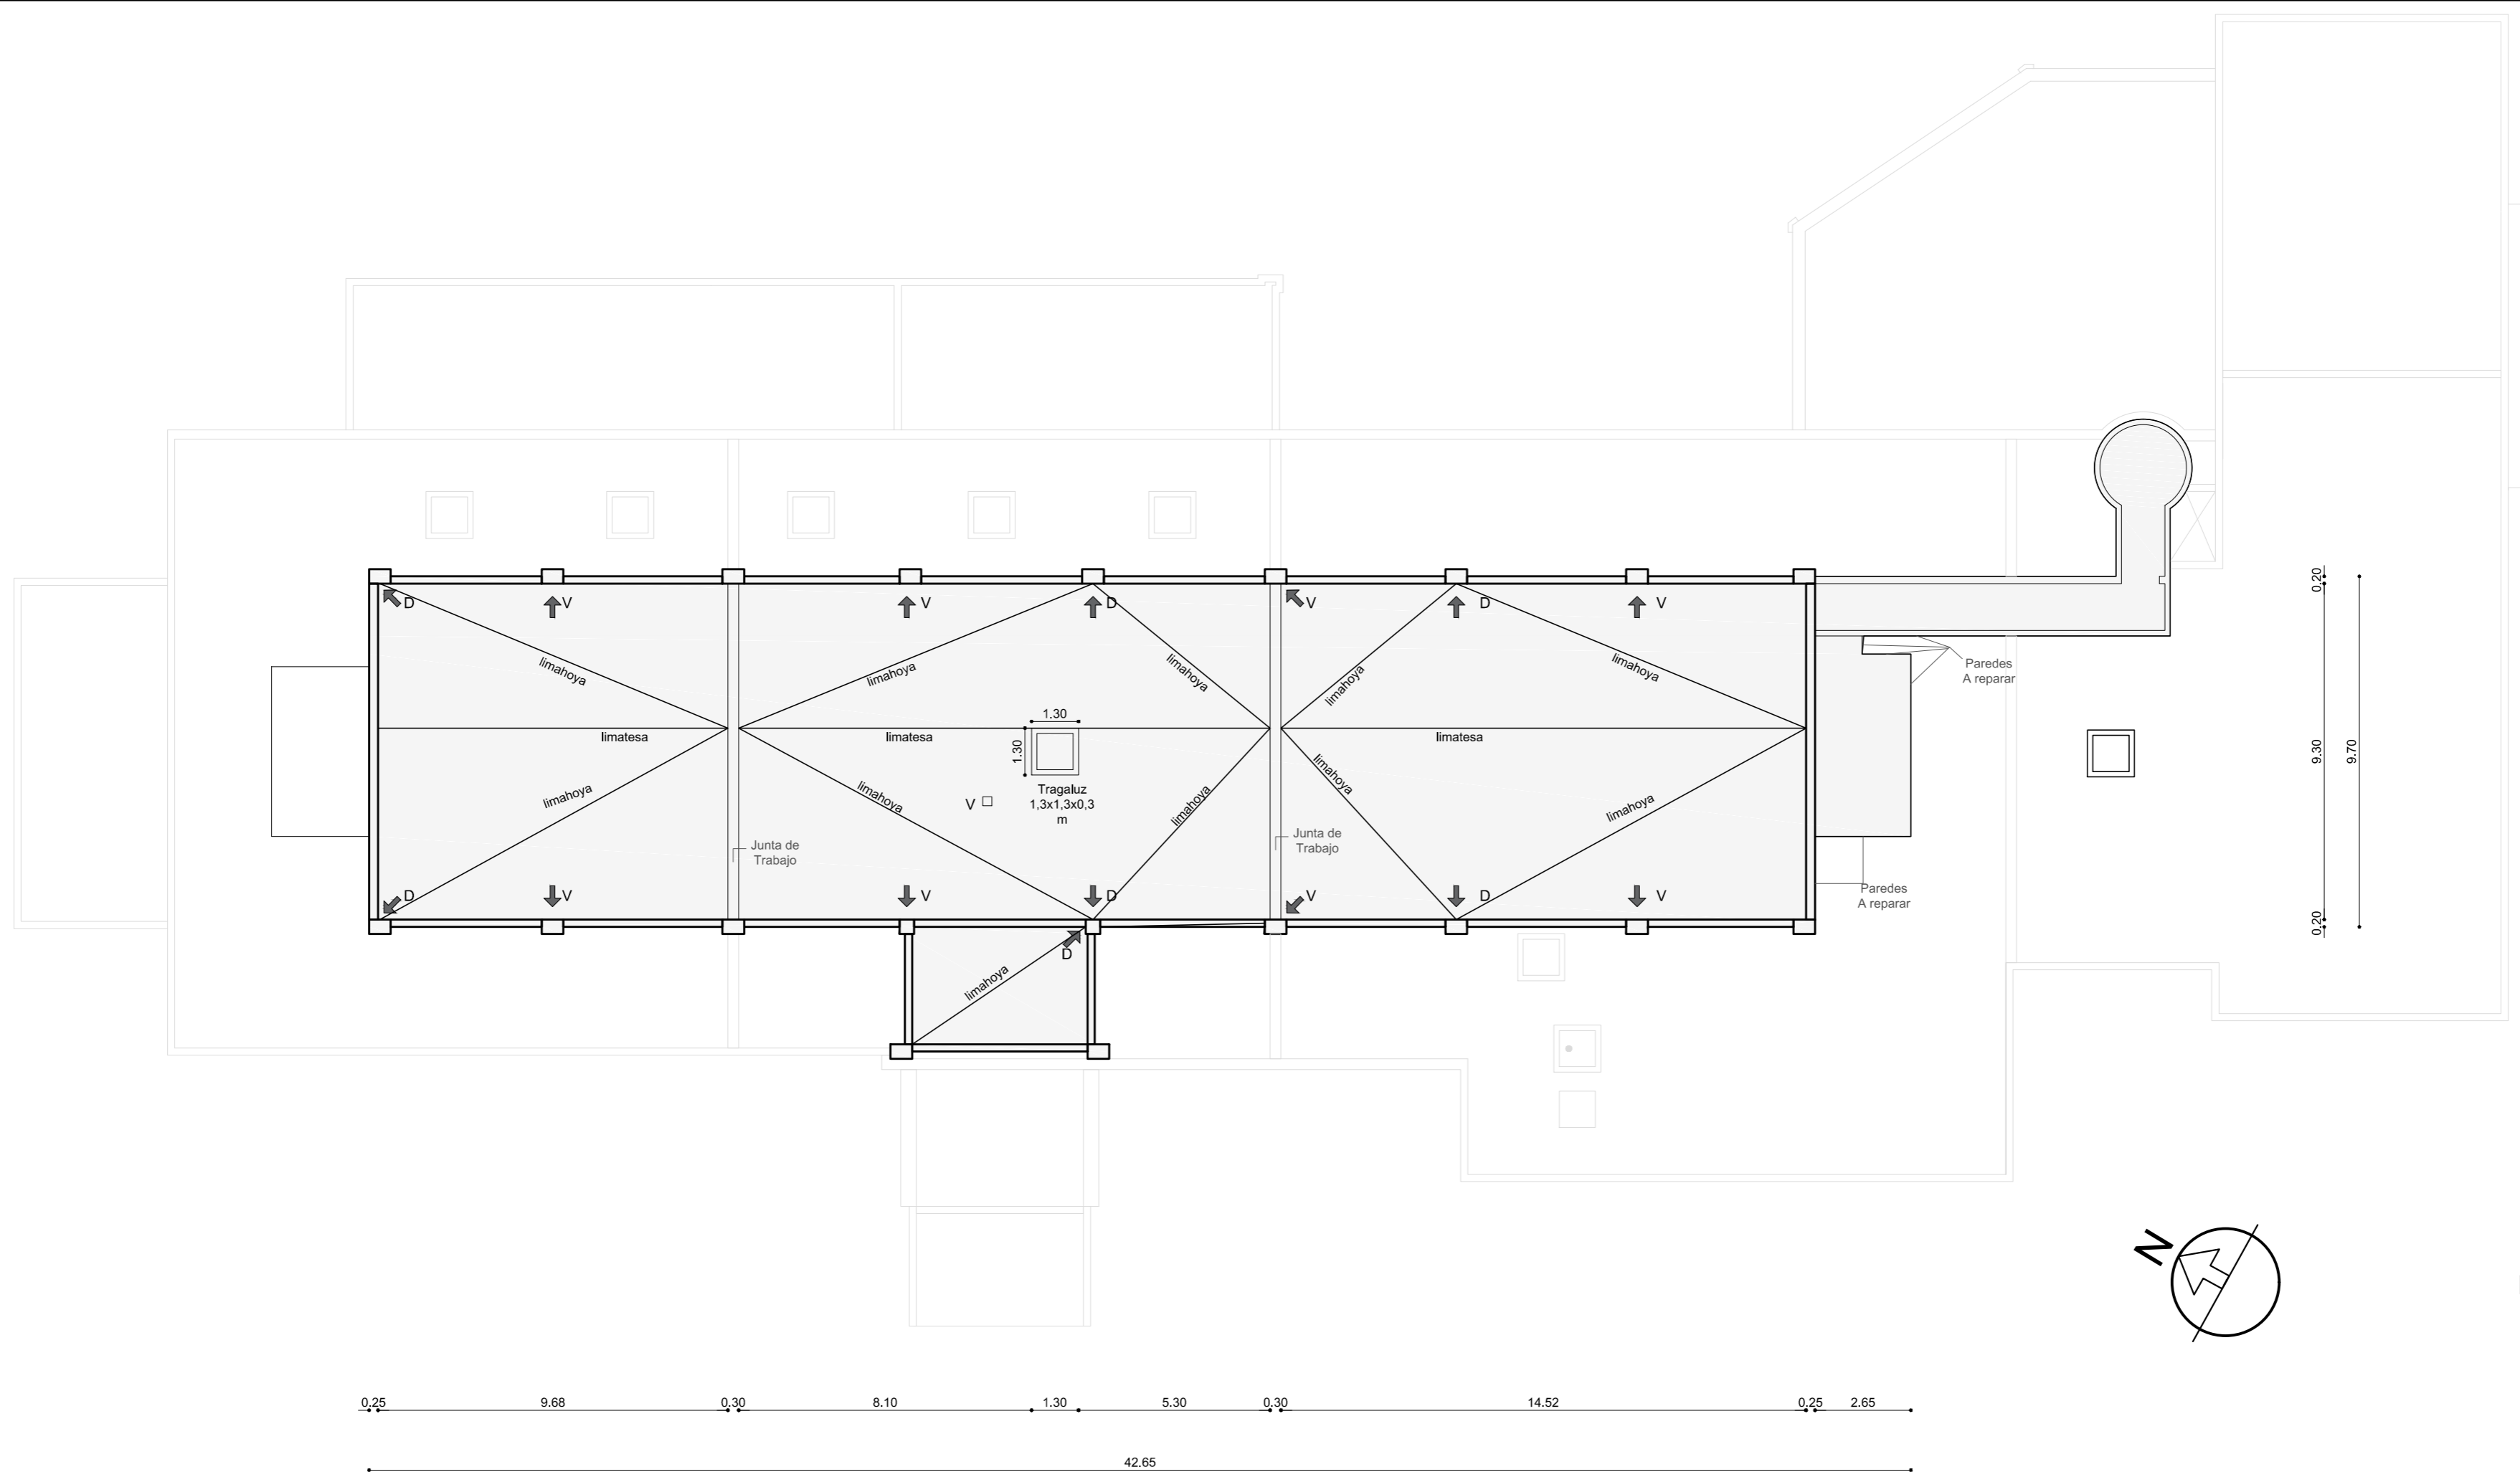 0.20
D
V
V
D
V
D
V
limahoya
limahoya
limahoya
limahoya
limahoya
Paredes
A reparar
1.30
limatesa
limatesa
limatesa
1.30
9.30
9.70
limahoya
limahoya
limahoya
limahoya
limahoya
Tragaluz
1,3x1,3x0,3
m
V
Junta de
Trabajo
Junta de
Trabajo
D
V
V
D
V
D
V
Paredes
A reparar
0.20
D
limahoya
N
0.25
9.68
0.30
8.10
1.30
5.30
0.30
14.52
0.25
2.65
42.65